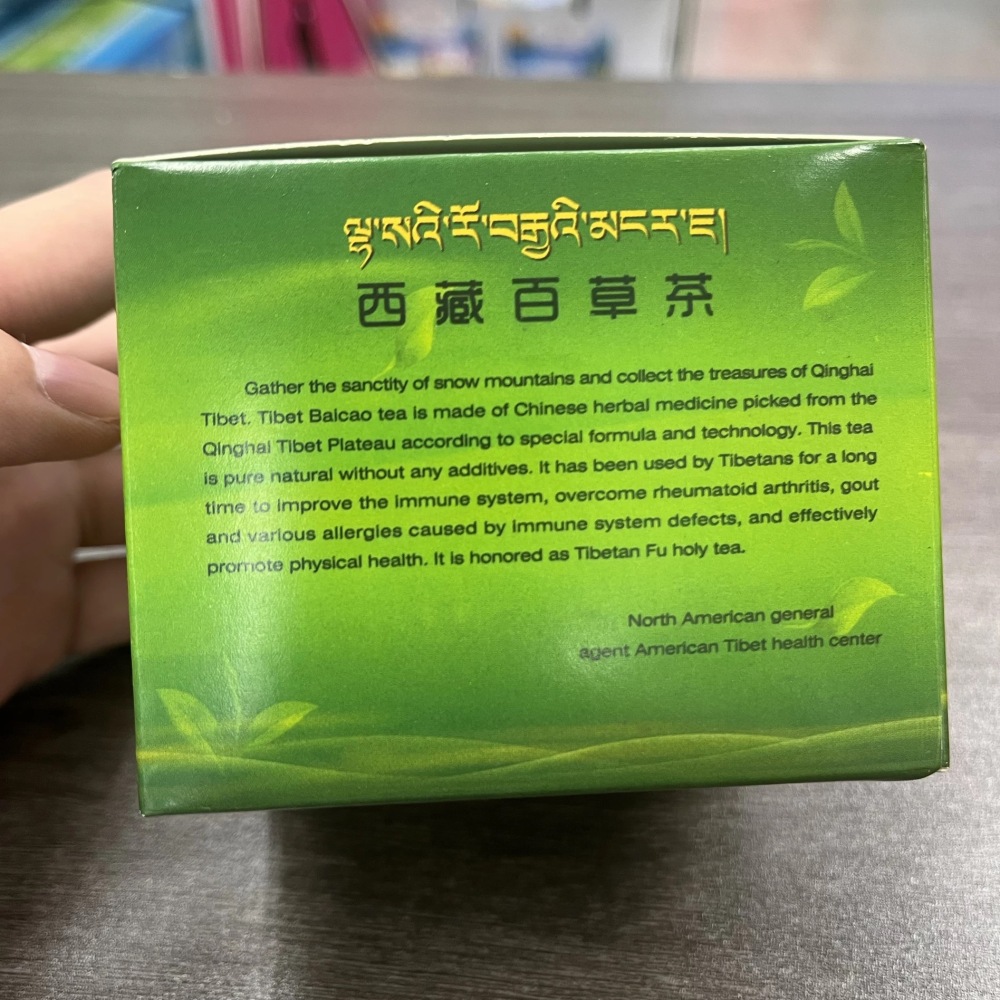 ལྷ་སའི་རོ་བརྒྱའི་མངར་ཇ།
西藏百草茶
Gather the sanctity of snow mountains and collect the treasures of Qinghai
Tibet. Tibet Baicao tea is made of Chinese herbal medicine picked from the
Qinghai Tibet Plateau according to special formula and technology. This tea
is pure natural without any additives. It has been used by Tibetans for a long
time to improve the immune system, overcome rheumatoid arthritis, gout
and various allergies caused by immune system defects, and effectively
promote physical health. It is honored as Tibetan Fu holy tea.
North American general
agent American Tibet health center